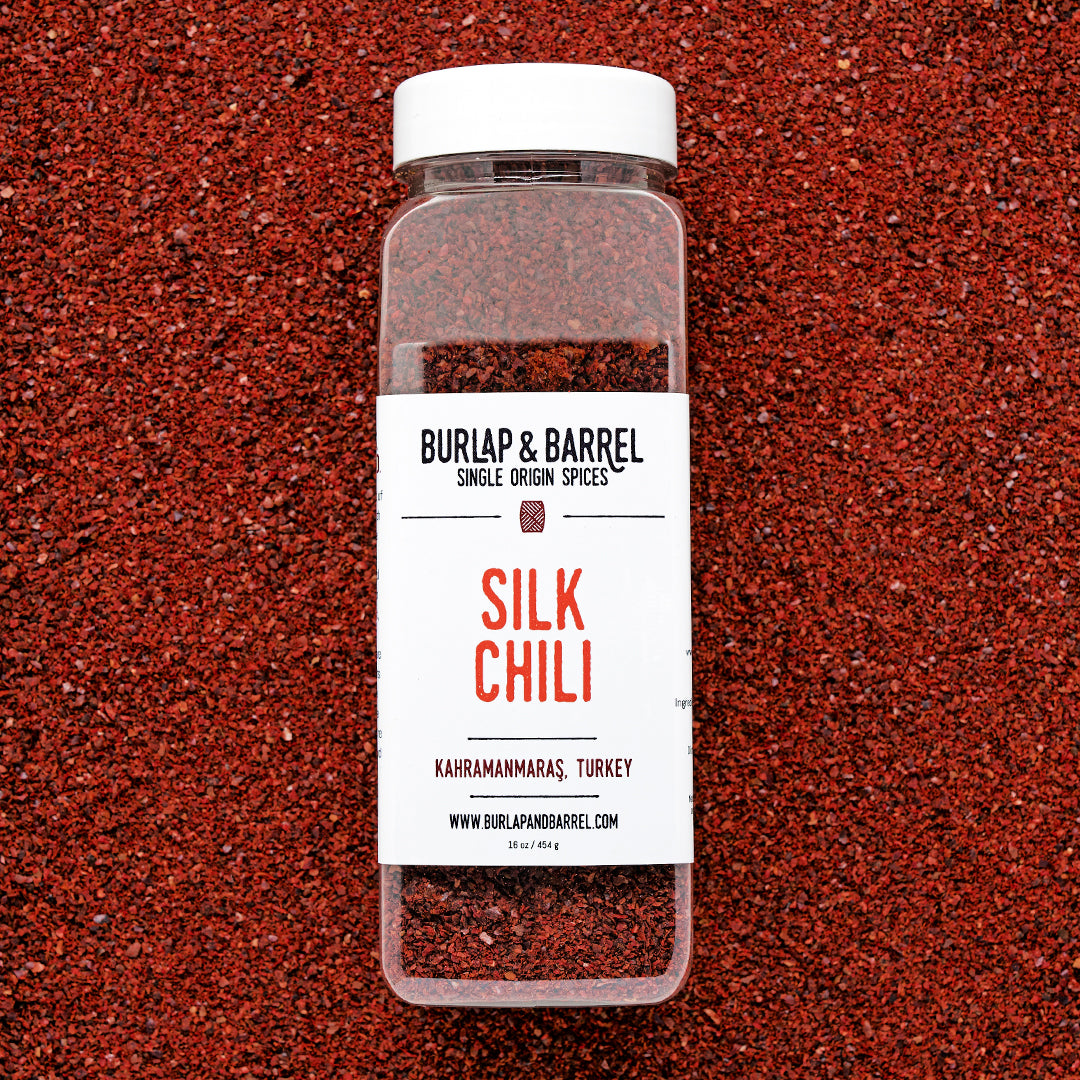 BURLAP & BARREL
SINGLE ORIGIN SPICES
SILK
CHILI
KAHRAMANMARAŞ, TURKEY
WWW.BURLAPANDBARREL.COM
16 oz / 454 g